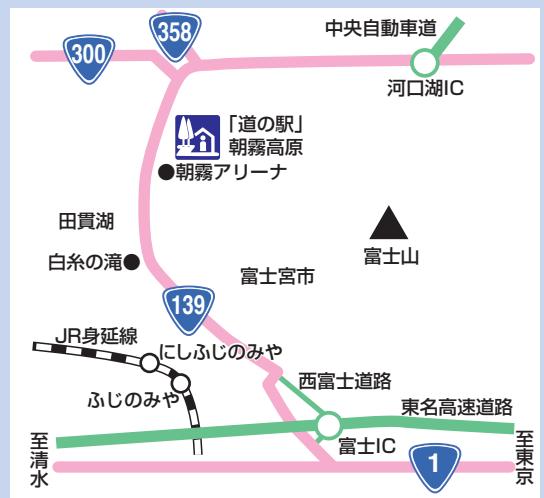 358
中央自動車道
300
河口湖IC
「道の駅」
朝霧高原
朝霧アリーナ
田貫湖
富士山
白糸の滝
富士宮市
139
JR身延線
にしふじのみや
西富士道路
ふじのみや
東名高速道路
至清水
富士IC
至東京
1